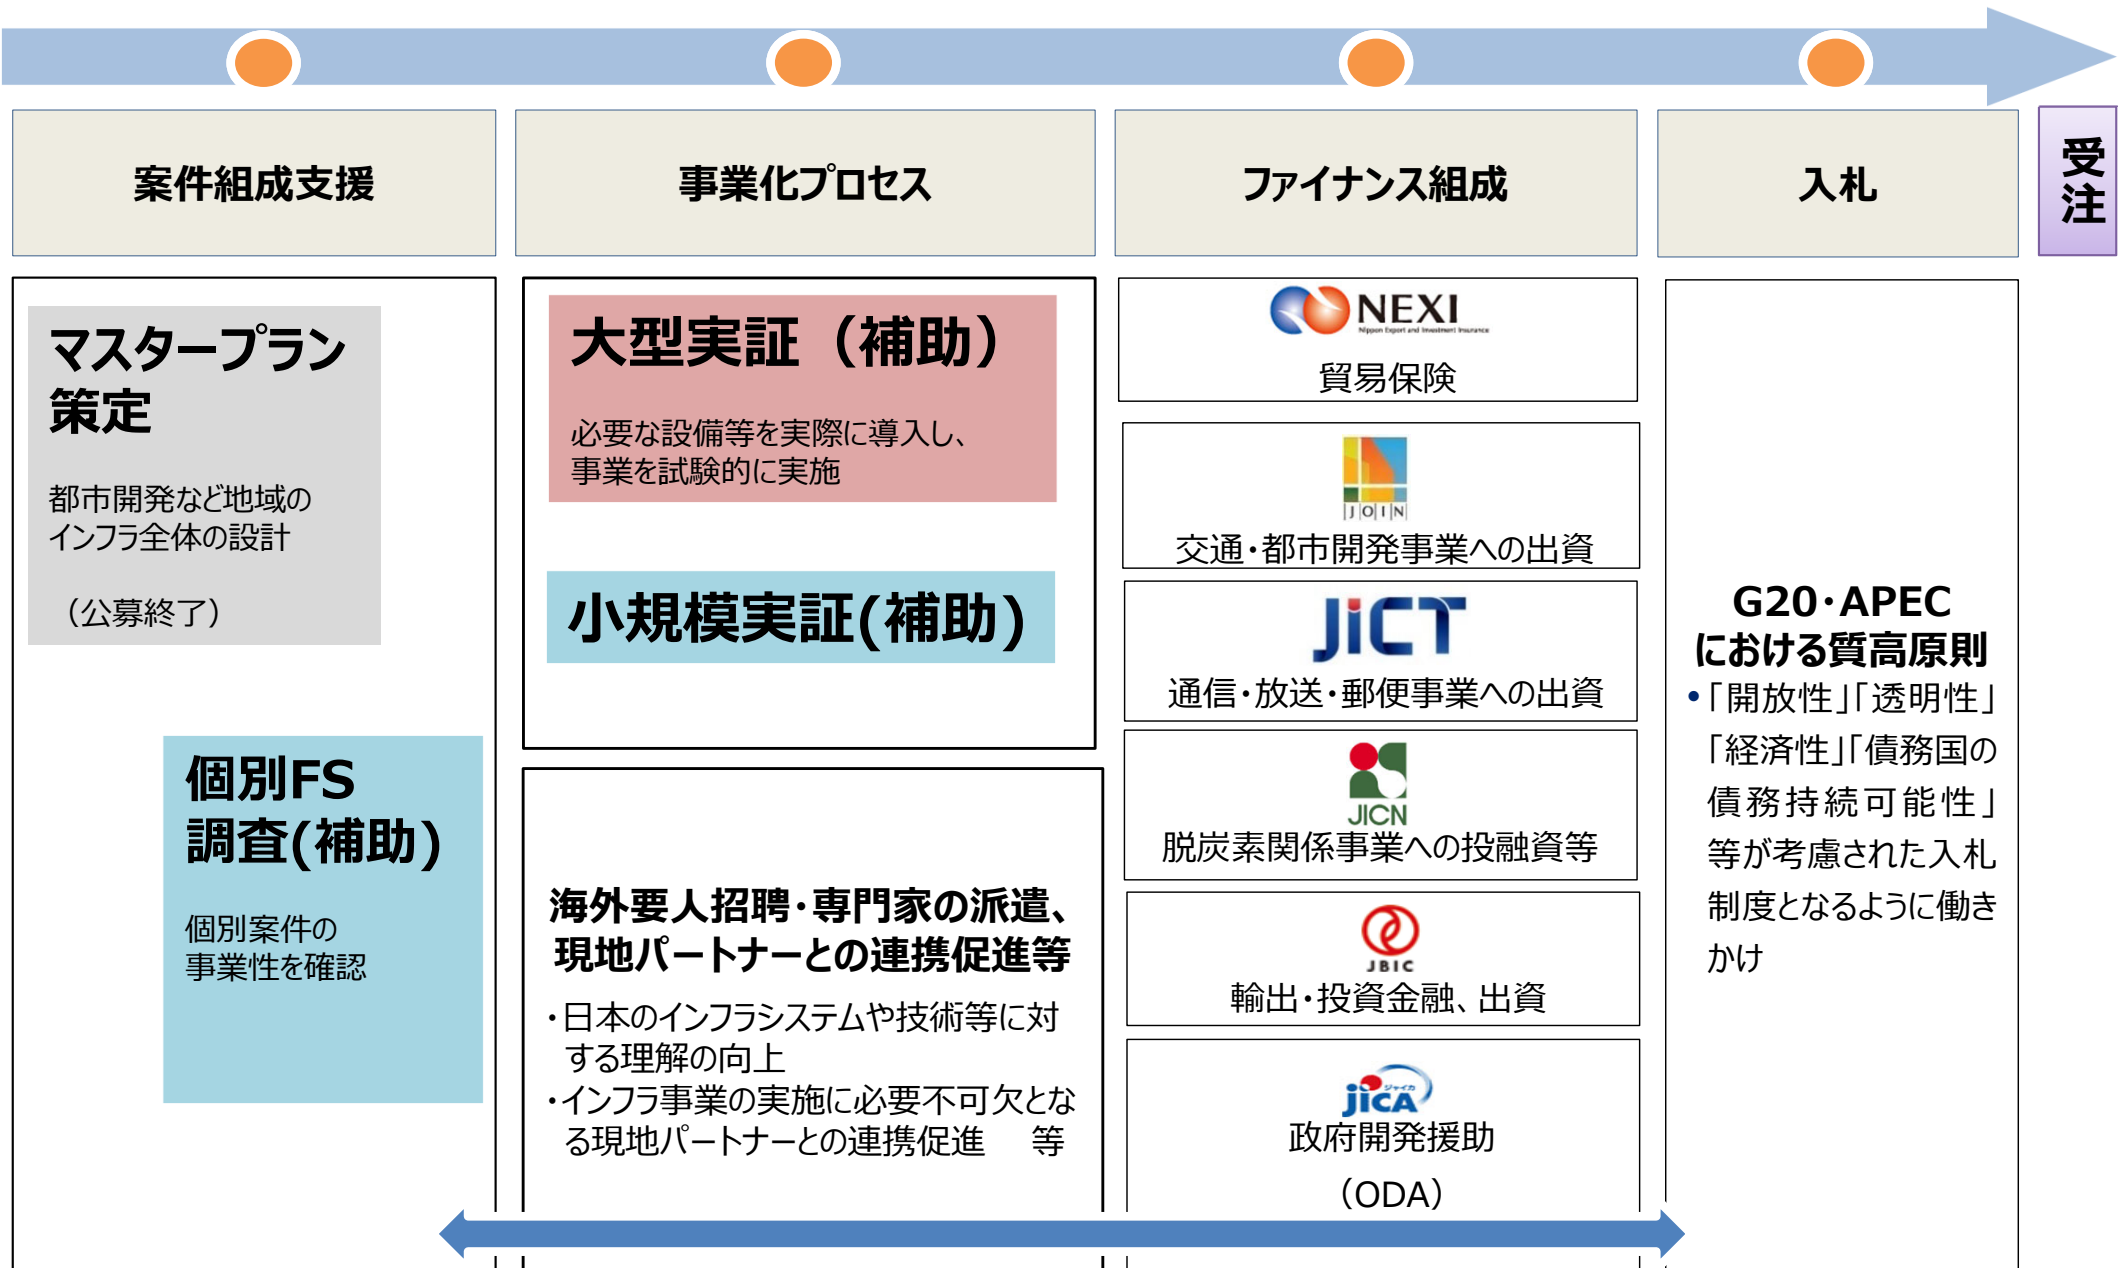 案件組成支援
事業化プロセス
ファイナンス組成
入札
受注
マスタープラン
策定
都市開発など地域の
インフラ全体の設計
（公募終了）
個別FS
調査(補助)
個別案件の
事業性を確認
大型実証（補助）
必要な設備等を実際に導入し、
事業を試験的に実施
小規模実証(補助)
海外要人招聘・専門家の派遣、
現地パートナーとの連携促進等
・日本のインフラシステムや技術等に対
する理解の向上
・インフラ事業の実施に必要不可欠とな
る現地パートナーとの連携促進　等
NEXI
Nippon Export and Investment Insurance
貿易保険
JOIN
交通・都市開発事業への出資
JICT
通信・放送・郵便事業への出資
JICN
脱炭素関係事業への投融資等
JBIC
輸出・投資金融、出資
ジャイカ
jICA
政府開発援助
（ODA）
G20・APEC
における質高原則
•「開放性」「透明性」
「経済性」「債務国の
債務持続可能性」
等が考慮された入札
制度となるように働き
かけ